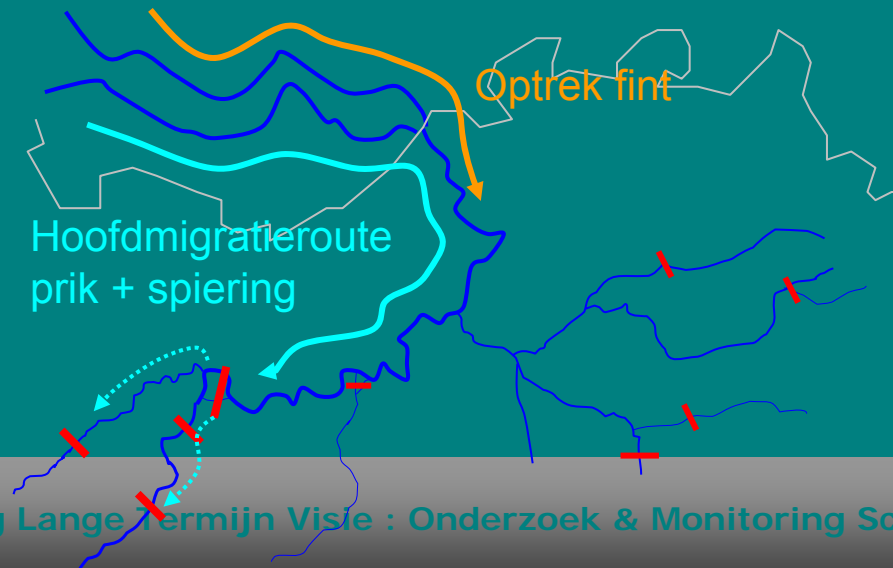 Optrek fint
Hoofdmigratieroute
prik + spiering
Lange Termijn Visie : Onderzoek & Monitoring